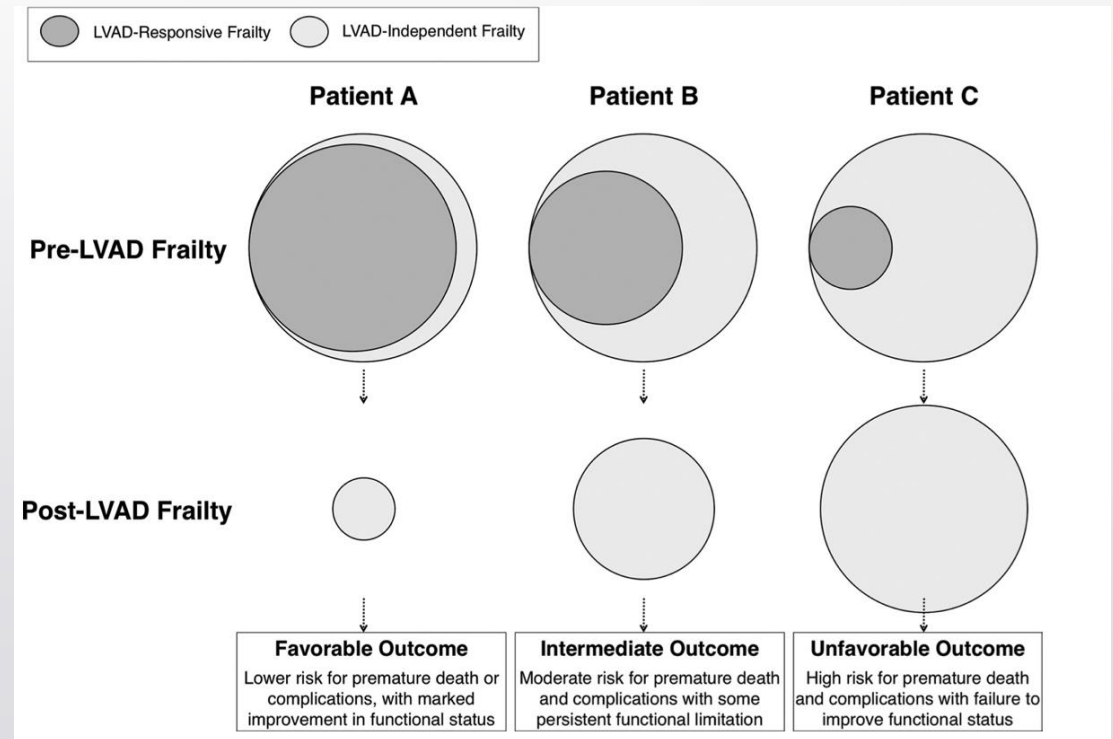 LVAD-Responsive Frailty
LVAD-Independent Frailty
Patient A
Patient B
Patient C
Pre-LVAD Frailty
Post-LVAD Frailty
Favorable Outcome
Lower risk for premature death or
complications, with marked
improvement in functional status
Intermediate Outcome
Moderate risk for premature death
and complications with some
persistent functional limitation
Unfavorable Outcome
High risk for premature death
and complications with failure to
improve functional status